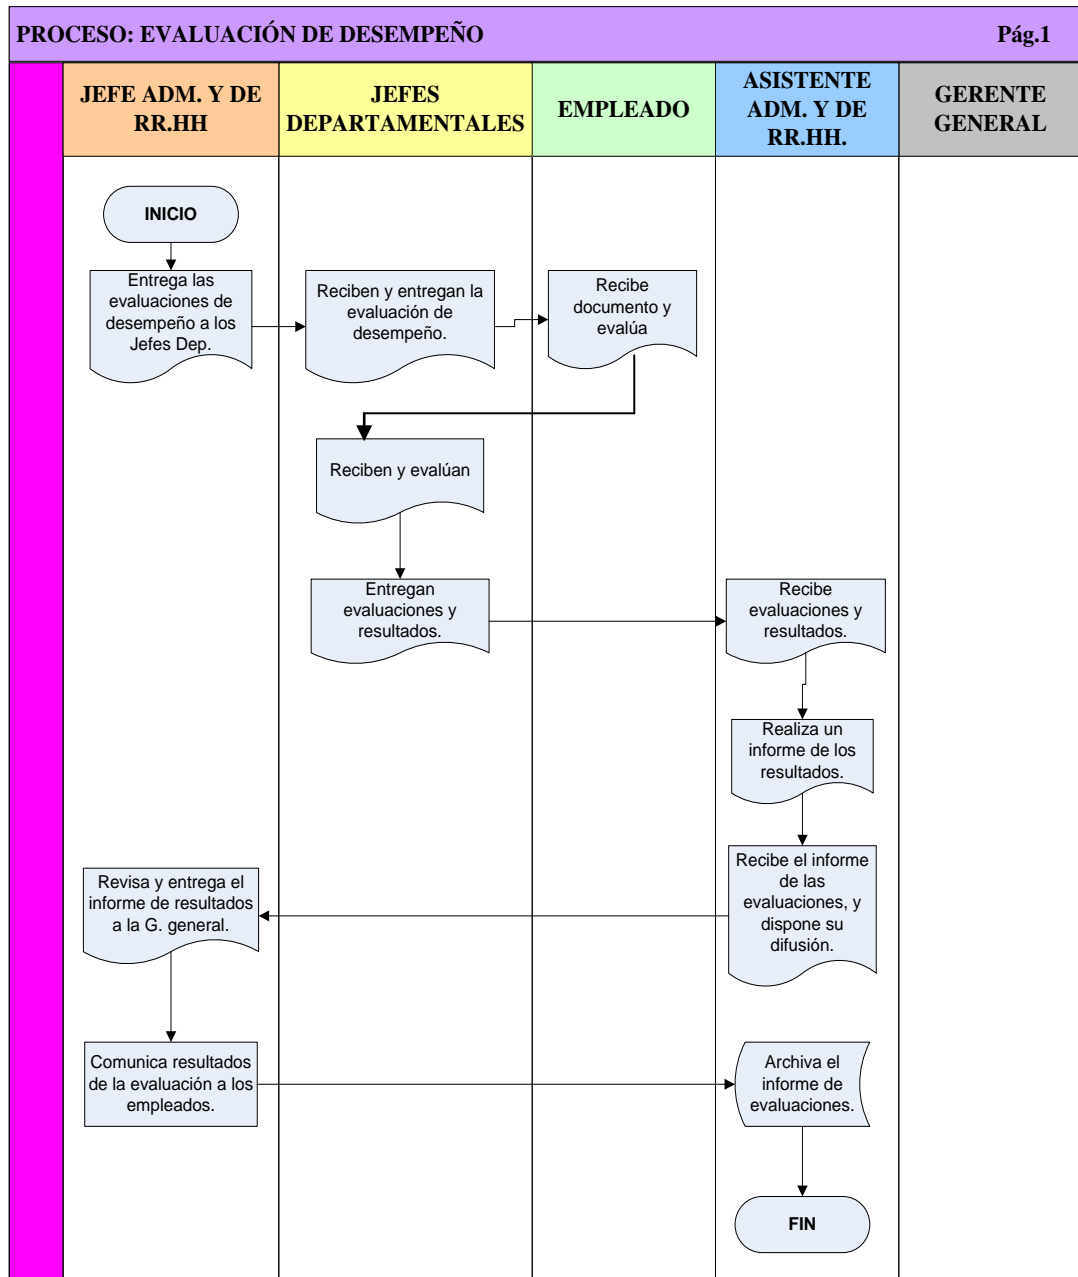 PROCESO: EVALUACIÓN DE DESEMPEÑO Pág.1
JEFE ADM. Y DE
RR.HH
JEFES
DEPARTAMENTALES
EMPLEADO
ASISTENTE
ADM. Y DE
RR.HH.
GERENTE
GENERAL
INICIO
Entrega las
evaluaciones de
desempeño a los
Jefes Dep.
Reciben y entregan la
evaluación de
desempeño.
Recibe
documento y
evalúa
Reciben y evalúan
Entregan
evaluaciones y
resultados.
Recibe
evaluaciones y
resultados.
Realiza un
informe de los
resultados.
Recibe el informe
de las
evaluaciones, y
dispone su
difusión.
Revisa y entrega el
informe de resultados
a la G. general.
Comunica resultados
de la evaluación a los
empleados.
Archiva el
informe de
evaluaciones.
FIN